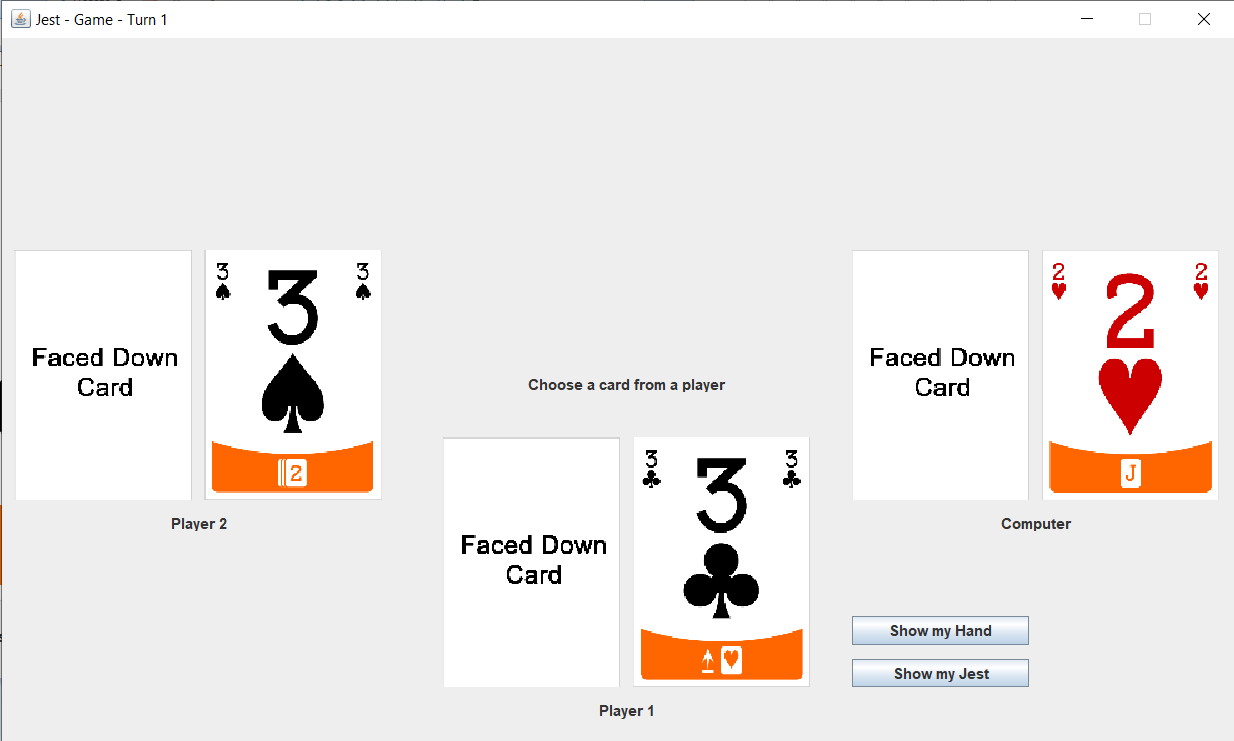 Jest - Game - Turn 1
3 3
3
Faced Down
Card
2
Player 2
Choose a card from a player
3 3
3
Faced Down
Card
Player 1
2 2
2
Faced Down
Card
J
Computer
Show my Hand
Show my Jest